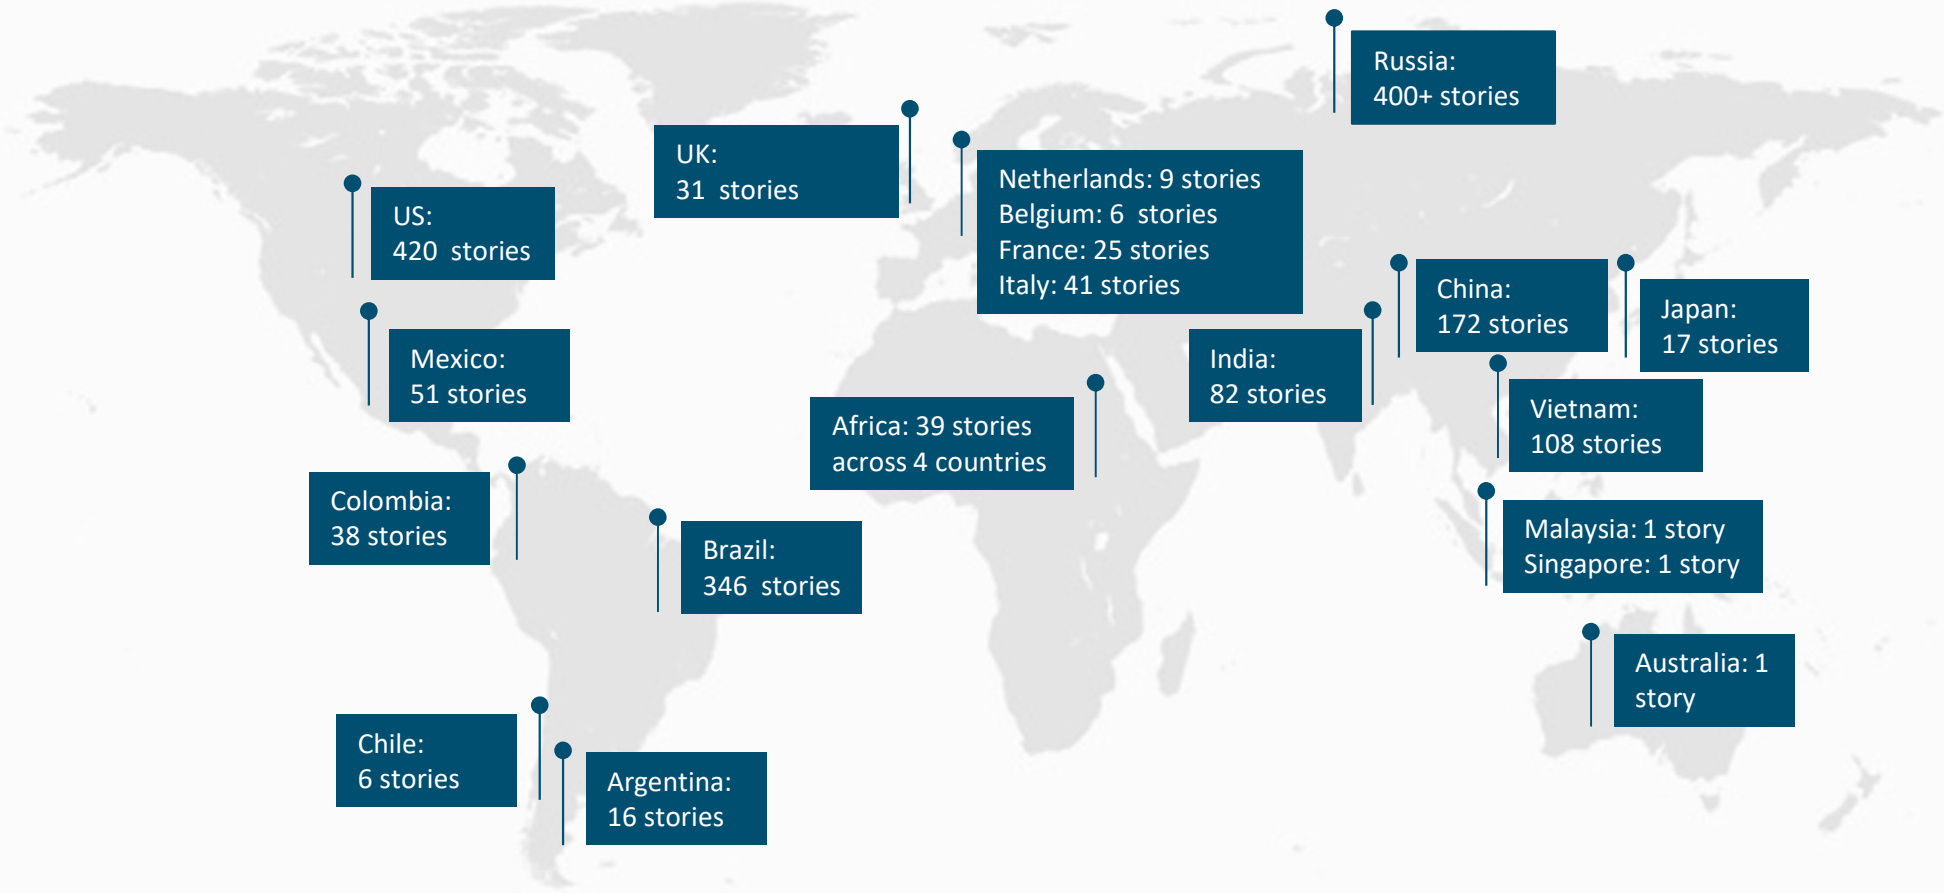 Russia:
400+ stories
UK:
31  stories
Netherlands: 9 stories
Belgium: 6  stories
France: 25 stories
Italy: 41 stories
US:
420  stories
China:
172 stories
Japan:
17 stories
Mexico:
51 stories
India:
82 stories
Africa: 39 stories
across 4 countries
Vietnam:
108 stories
Colombia:
38 stories
Brazil:
346  stories
Malaysia: 1 story
Singapore: 1 story
Australia: 1
story
Chile:
6 stories
Argentina:
16 stories